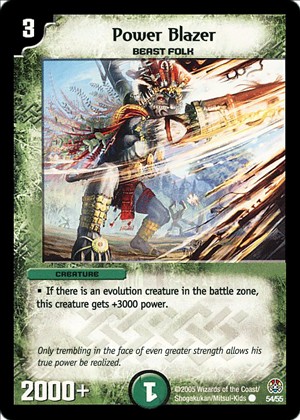 3
Power Blazer
BEAST FOLK
CREATURE
▪ If there is an evolution creature in the battle zone,
this creature gets +3000 power.
Only trembling in the face of even greater strength allows his
true power be realized.
2000+
1
©2005 Wizards of the Coast/
Shogakukan/Mitsui-Kids
54/55